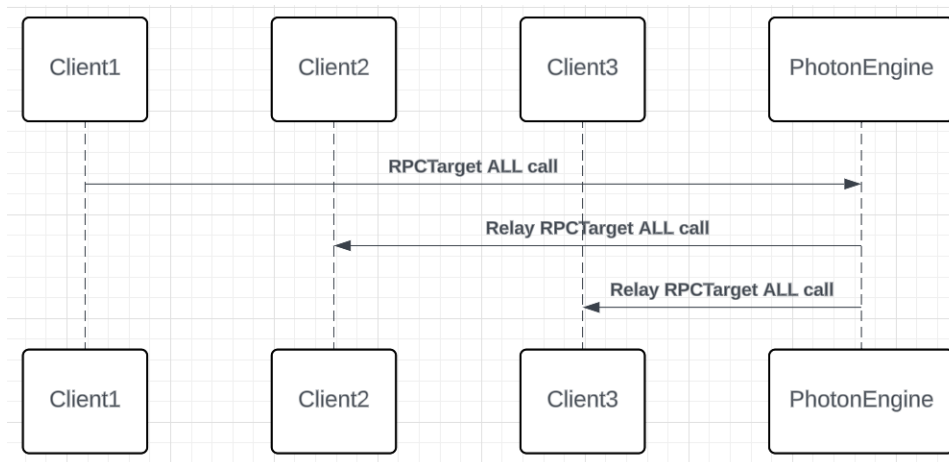 Client1
Client2
Client3
PhotonEngine
RPCTarget ALL call
Relay RPCTarget ALL call
Relay RPCTarget ALL call
Client1
Client2
Client3
PhotonEngine